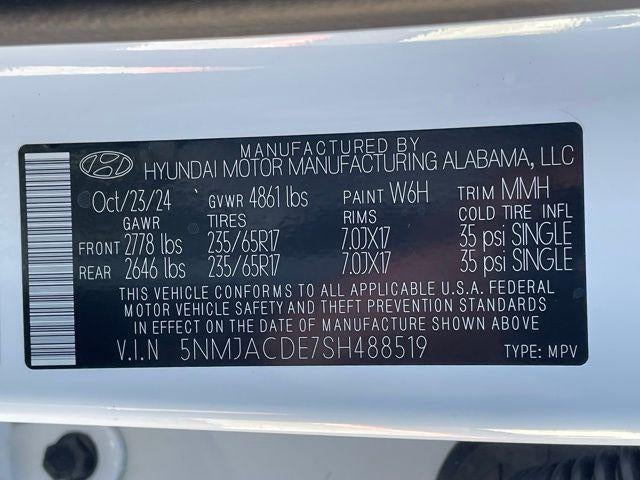 MANUFACTURED BY
HYUNDAI MOTOR MANUFACTURING ALABAMA, LLC
Oct/23/24 GVWR 4861 lbs PAINT W6H TRIM MMH
GAWR TIRES RIMS COLD TIRE INFL
FRONT 2778 lbs 235/65R17 7.0JX17 35 psi SINGLE
REAR 2646 lbs 235/65R17 7.0JX17 35 psi SINGLE
THIS VEHICLE CONFORMS TO ALL APPLICABLE U.S.A. FEDERAL
MOTOR VEHICLE SAFETY AND THEFT PREVENTION STANDARDS
IN EFFECT ON THE DATE OF MANUFACTURE SHOWN ABOVE
V.I.N 5NMJACDE7SH488519 TYPE: MPV